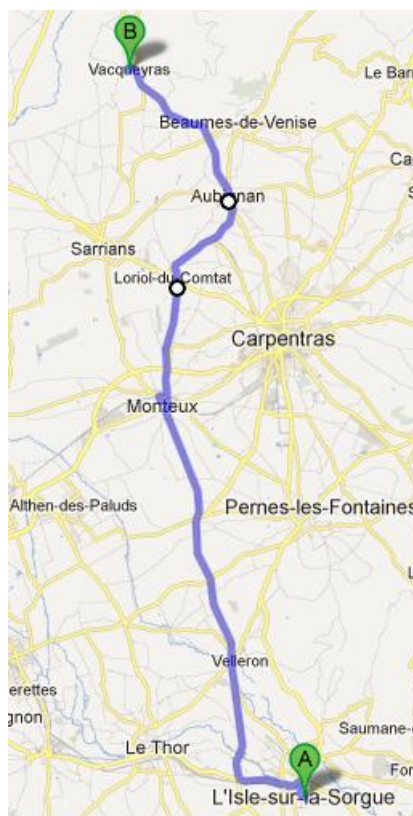 B
Vacqueyras
Le Bar
Beaumes-de-Venise
Ca
Aubignan
Sarrians
Loriol-du-Comtat
Carpentras
Monteux
Althen-des-Paluds
Pernes-les-Fontaines
L
Velleron
erettes
gnon
Saumane-d
Le Thor
A
Fon
L'Isle-sur-la-Sorgue